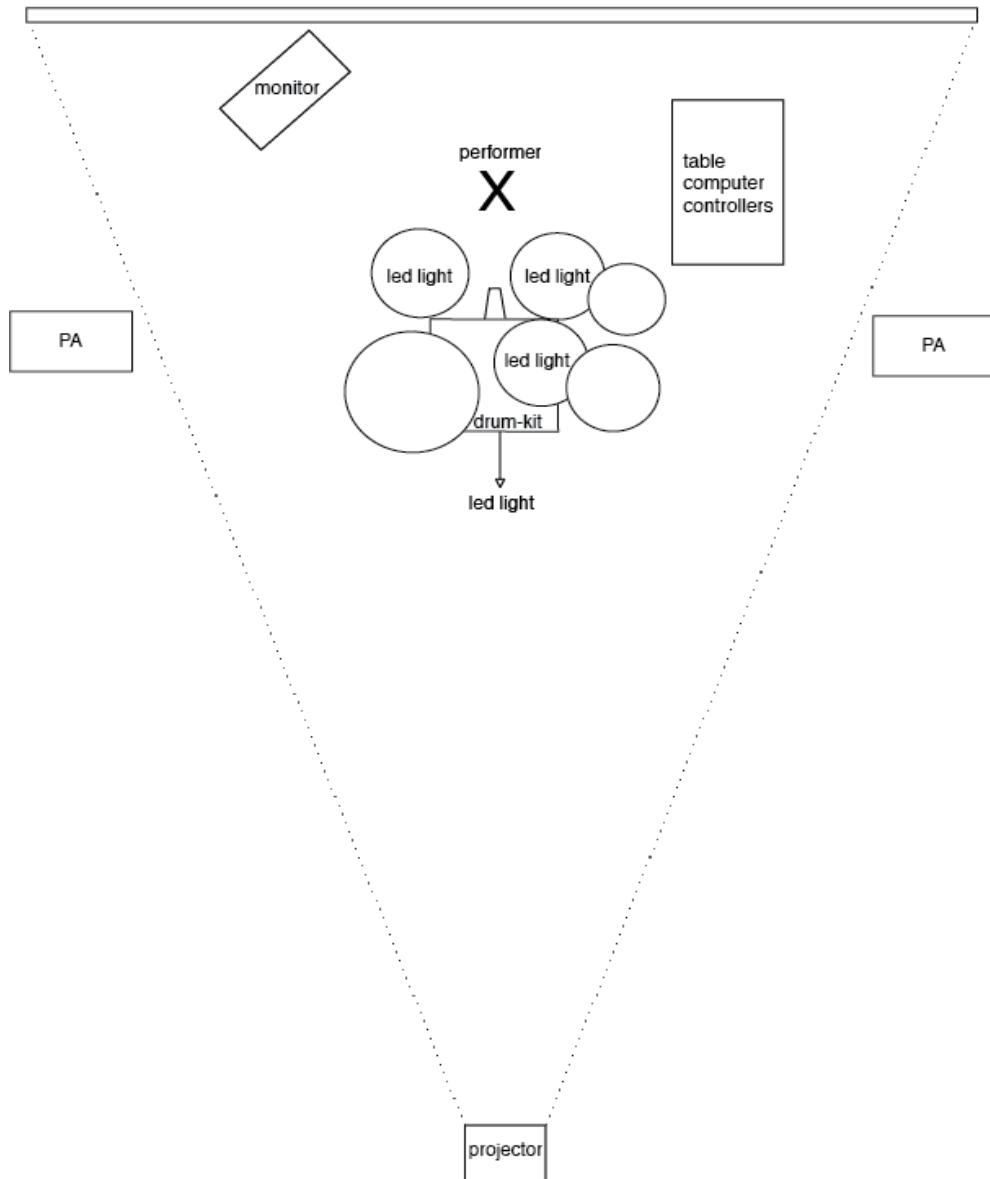 monitor
performer
X
table
computer
controllers
led light
led light
PA
PA
led light
drum-kit
led light
projector